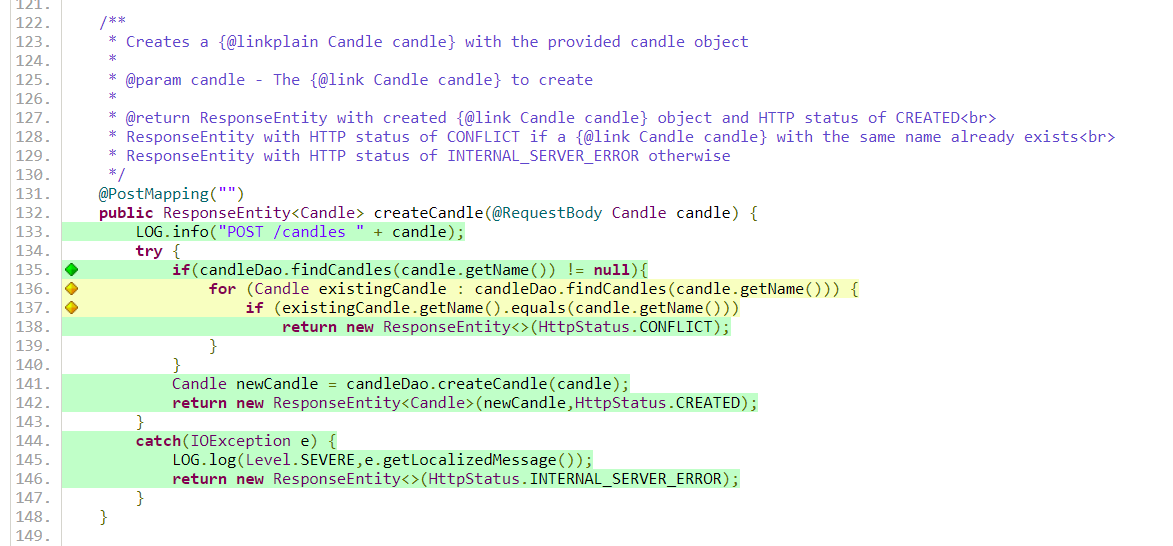 121.
122.     /**
123.      * Creates a {@linkplain Candle candle} with the provided candle object
124.      *
125.      * @param candle - The {@link Candle candle} to create
126.      *
127.      * @return ResponseEntity with created {@link Candle candle} object and HTTP status of CREATED<br>
128.      * ResponseEntity with HTTP status of CONFLICT if a {@link Candle candle} with the same name already exists<br>
129.      * ResponseEntity with HTTP status of INTERNAL_SERVER_ERROR otherwise
130.      */
131.     @PostMapping("")
132.     public ResponseEntity<Candle> createCandle(@RequestBody Candle candle) {
133.         LOG.info("POST /candles " + candle);
134.         try {
135.             if(candleDao.findCandles(candle.getName()) != null){
136.                 for (Candle existingCandle : candleDao.findCandles(candle.getName())) {
137.                     if (existingCandle.getName().equals(candle.getName()))
138.                         return new ResponseEntity<>(HttpStatus.CONFLICT);
139.                 }
140.             }
141.             Candle newCandle = candleDao.createCandle(candle);
142.             return new ResponseEntity<Candle>(newCandle,HttpStatus.CREATED);
143.         }
144.         catch(IOException e) {
145.             LOG.log(Level.SEVERE,e.getLocalizedMessage());
146.             return new ResponseEntity<>(HttpStatus.INTERNAL_SERVER_ERROR);
147.         }
148.     }
149.